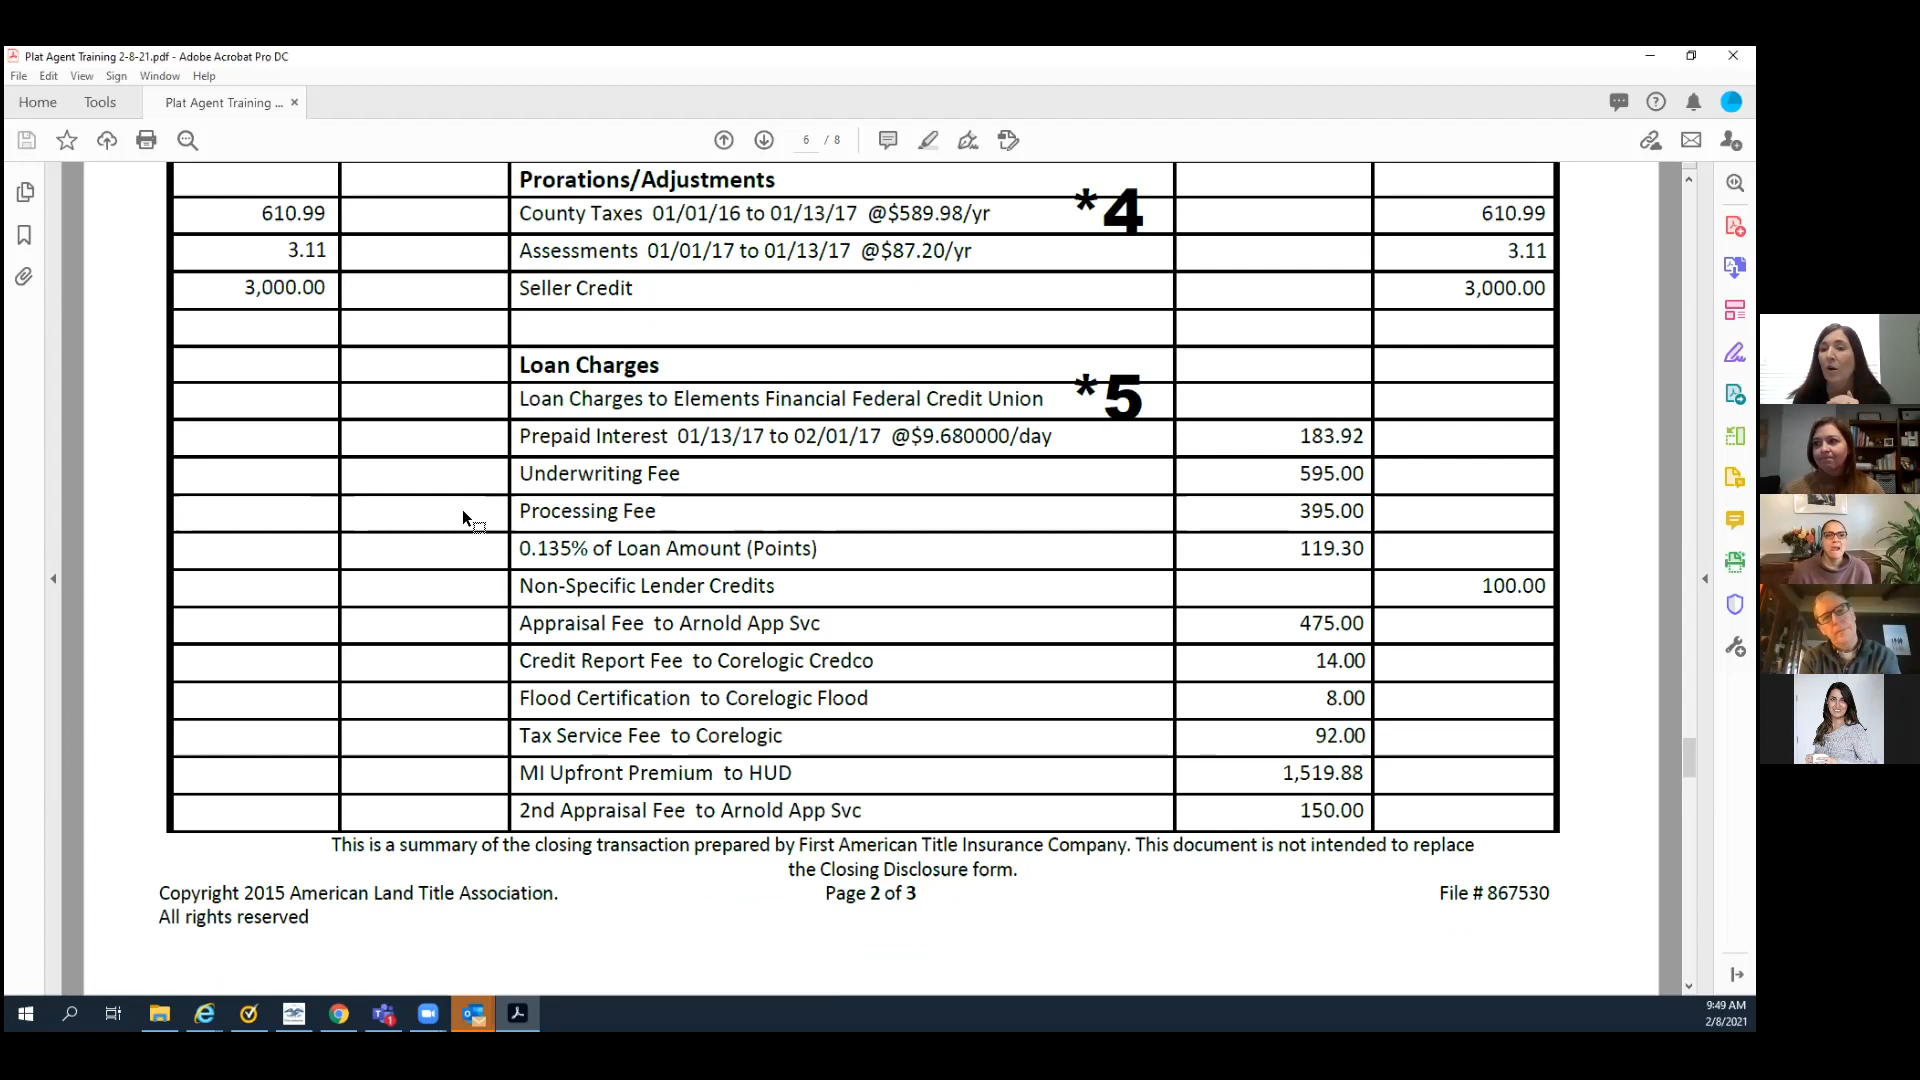 Plat Agent Training 2-8-21.pdf - Adobe Acrobat Pro DC
File Edit View Sign Window Help
Home Tools Plat Agent Training ... ×
6 / 8
Prorations/Adjustments
610.99 County Taxes 01/01/16 to 01/13/17 @$589.98/yr *4 610.99
3.11 Assessments 01/01/17 to 01/13/17 @$87.20/yr 3.11
3,000.00 Seller Credit 3,000.00
Loan Charges
Loan Charges to Elements Financial Federal Credit Union *5
Prepaid Interest 01/13/17 to 02/01/17 @$9.680000/day 183.92
Underwriting Fee 595.00
Processing Fee 395.00
0.135% of Loan Amount (Points) 119.30
Non-Specific Lender Credits 100.00
Appraisal Fee to Arnold App Svc 475.00
Credit Report Fee to Corelogic Credco 14.00
Flood Certification to Corelogic Flood 8.00
Tax Service Fee to Corelogic 92.00
MI Upfront Premium to HUD 1,519.88
2nd Appraisal Fee to Arnold App Svc 150.00
This is a summary of the closing transaction prepared by First American Title Insurance Company. This document is not intended to replace
the Closing Disclosure form.
Copyright 2015 American Land Title Association. Page 2 of 3 File # 867530
All rights reserved
9:49 AM
2/8/2021